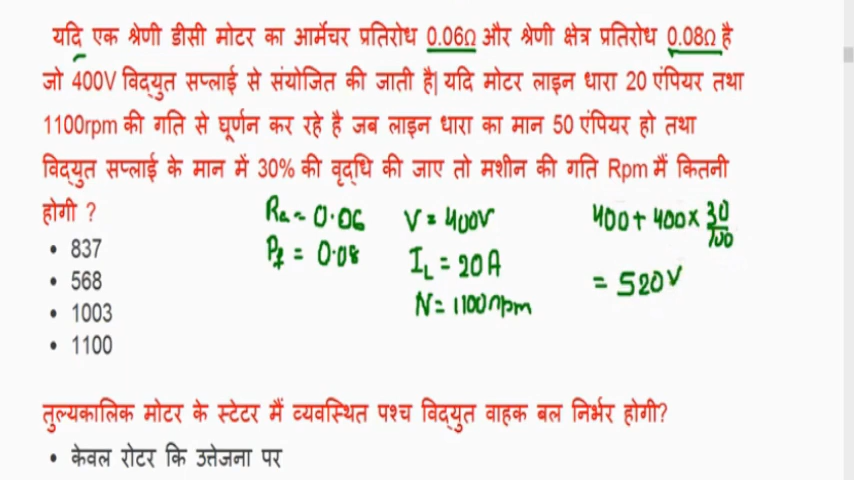 यदि एक श्रेणी डीसी मोटर का आर्मेचर प्रतिरोध 0.06Ω और श्रेणी क्षेत्र प्रतिरोध 0.08Ω है
जो 400V विद्युत सप्लाई से संयोजित की जाती है| यदि मोटर लाइन धारा 20 एंपियर तथा
1100rpm की गति से घूर्णन कर रहे है जब लाइन धारा का मान 50 एंपियर हो तथा
विद्युत सप्लाई के मान में 30% की वृद्धि की जाए तो मशीन की गति Rpm मैं कितनी
होगी ?
Ra = 0.06
Rf = 0.08
V = 400V
IL = 20A
N = 1100rpm
400 + 400 × 30/100
= 520V
• 837
• 568
• 1003
• 1100
तुल्यकालिक मोटर के स्टेटर मैं व्यवस्थित पश्च विद्युत वाहक बल निर्भर होगी?
• केवल रोटर कि उत्तेजना पर